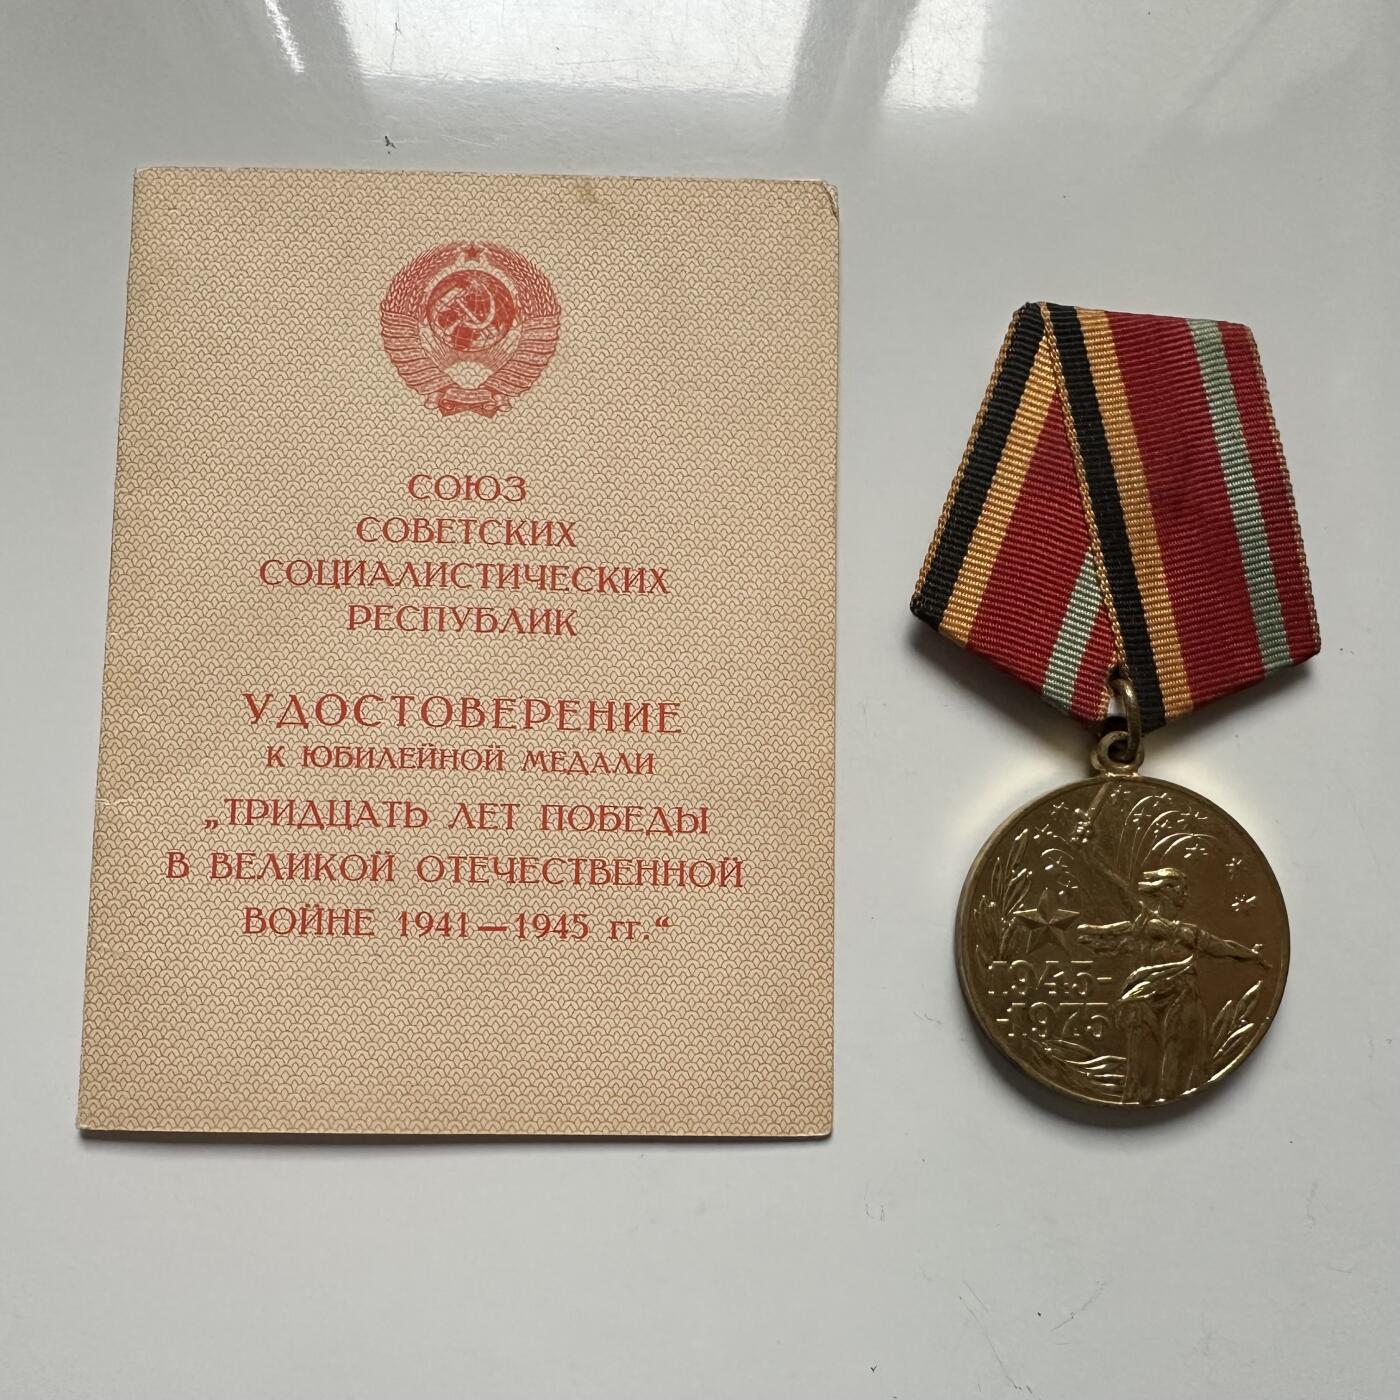 СОЮЗ
СОВЕТСКИХ
СОЦИАЛИСТИЧЕСКИХ
РЕСПУБЛИК
УДОСТОВЕРЕНИЕ
К ЮБИЛЕЙНОЙ МЕДАЛИ
„ТРИДЦАТЬ ЛЕТ ПОБЕДЫ
В ВЕЛИКОЙ ОТЕЧЕСТВЕННОЙ
ВОЙНЕ 1941—1945 гг.“
1945-
-1975